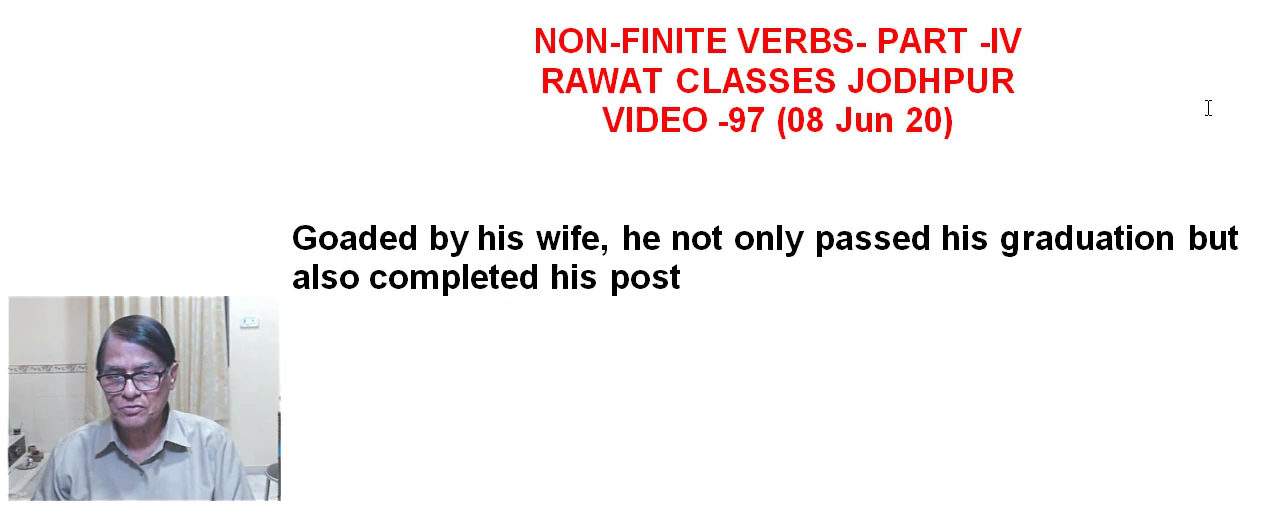 NON-FINITE VERBS- PART -IV
RAWAT CLASSES JODHPUR
VIDEO -97 (08 Jun 20)
Goaded by his wife, he not only passed his graduation but
also completed his post